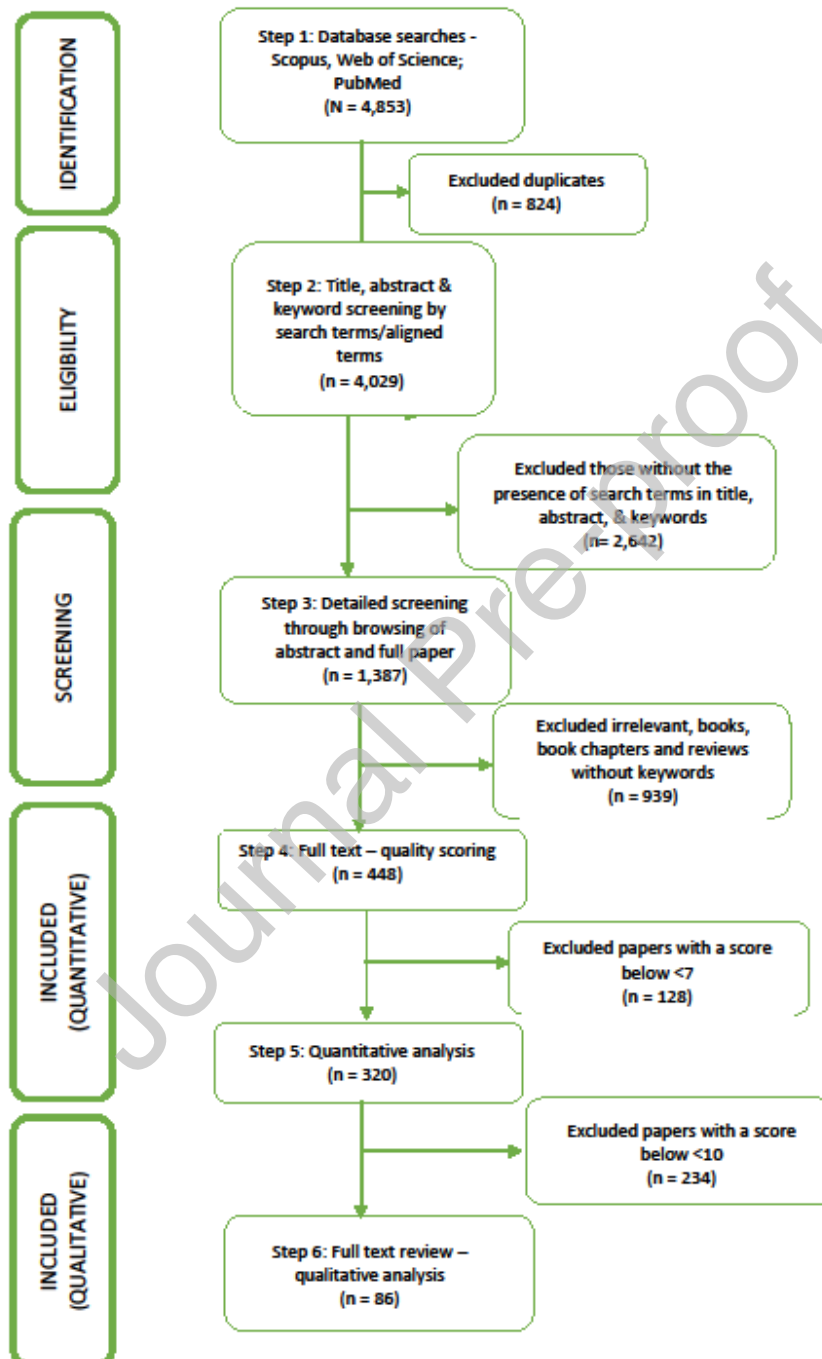 IDENTIFICATION
Step 1: Database searches -
Scopus, Web of Science;
PubMed
(N = 4,853)
Excluded duplicates
(n = 824)
ELIGIBILITY
Step 2: Title, abstract &
keyword screening by
search terms/aligned
terms
(n = 4,029)
Excluded those without the
presence of search terms in title,
abstract, & keywords
(n= 2,642)
SCREENING
Step 3: Detailed screening
through browsing of
abstract and full paper
(n = 1,387)
Excluded irrelevant, books,
book chapters and reviews
without keywords
(n = 939)
INCLUDED
(QUANTITATIVE)
Step 4: Full text – quality scoring
(n = 448)
Excluded papers with a score
below <7
(n = 128)
Step 5: Quantitative analysis
(n = 320)
INCLUDED
(QUALITATIVE)
Excluded papers with a score
below <10
(n = 234)
Step 6: Full text review –
qualitative analysis
(n = 86)
Journal Pre-proof